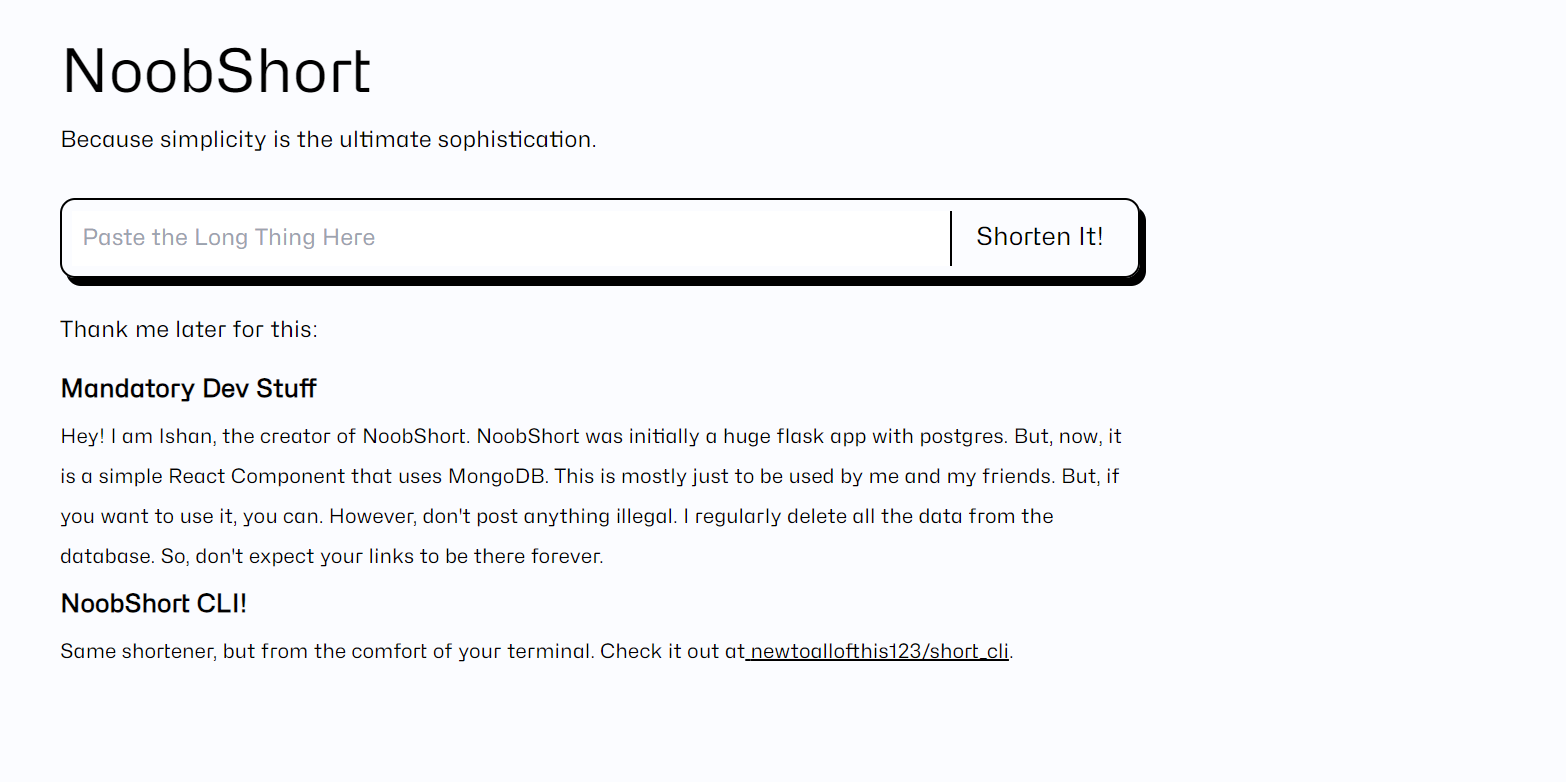 NoobShort
Because simplicity is the ultimate sophistication.
Paste the Long Thing Here
Shorten It!
Thank me later for this:
Mandatory Dev Stuff
Hey! I am Ishan, the creator of NoobShort. NoobShort was initially a huge flask app with postgres. But, now, it
is a simple React Component that uses MongoDB. This is mostly just to be used by me and my friends. But, if
you want to use it, you can. However, don't post anything illegal. I regularly delete all the data from the
database. So, don't expect your links to be there forever.
NoobShort CLI!
Same shortener, but from the comfort of your terminal. Check it out at newtoallofthis123/short_cli.